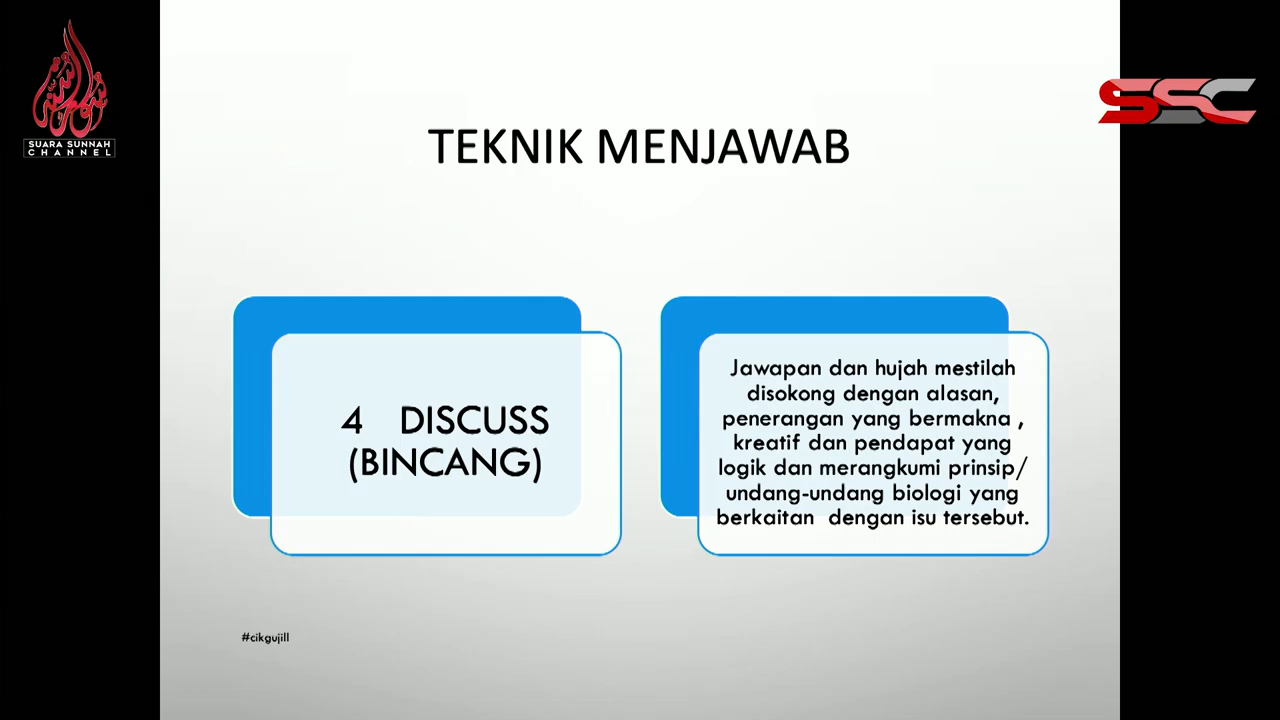 SUARA SUNNAH
CHANNEL
SSC
TEKNIK MENJAWAB
4 DISCUSS
(BINCANG)
Jawapan dan hujah mestilah
disokong dengan alasan,
penerangan yang bermakna ,
kreatif dan pendapat yang
logik dan merangkumi prinsip/
undang-undang biologi yang
berkaitan dengan isu tersebut.
#cikgujill